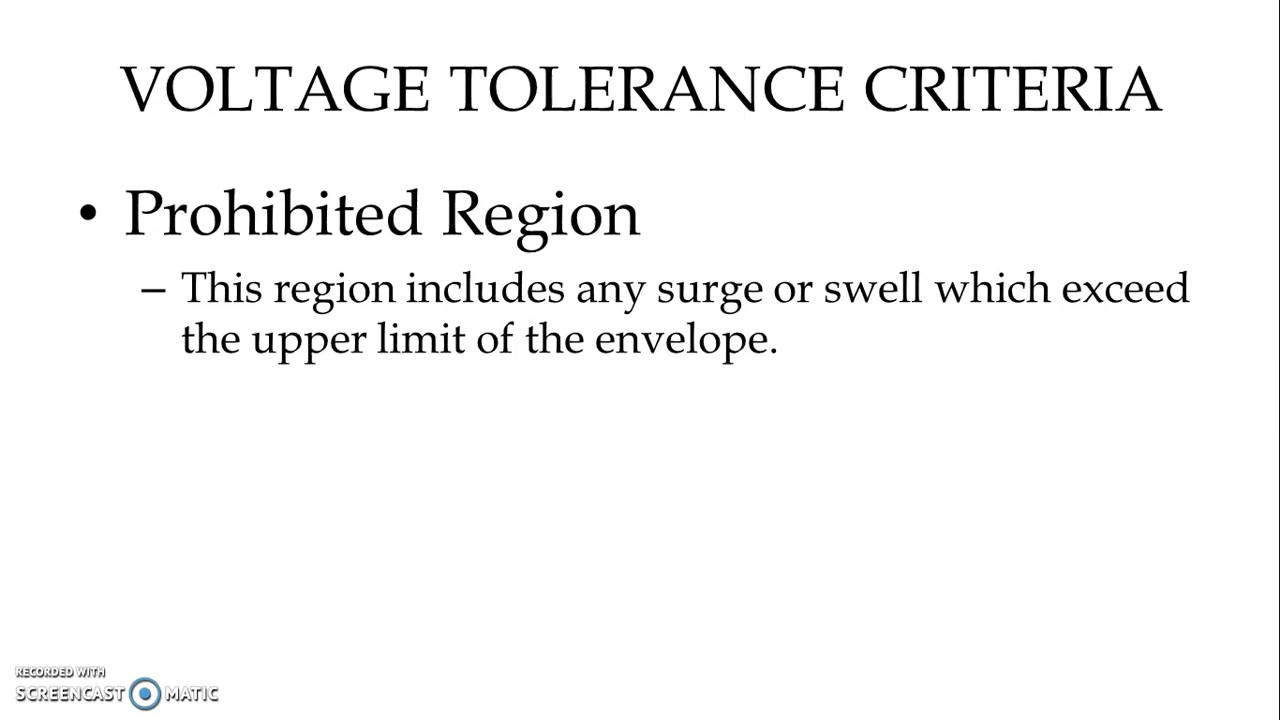 VOLTAGE TOLERANCE CRITERIA
• Prohibited Region
– This region includes any surge or swell which exceed
the upper limit of the envelope.
RECORDED WITH
SCREENCAST MATIC